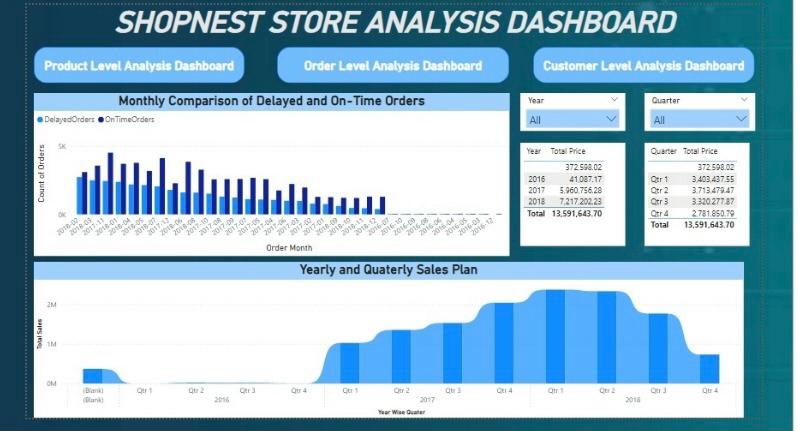 SHOPNEST STORE ANALYSIS DASHBOARD
Product Level Analysis Dashboard
Order Level Analysis Dashboard
Customer Level Analysis Dashboard
Monthly Comparison of Delayed and On-Time Orders
DelayedOrders OnTimeOrders
Count of Orders
5K
0K
Order Month
Year
All
Quarter
All
Year Total Price
372,598.02
2016 41,087.17
2017 5,960,756.28
2018 7,217,202.23
Total 13,591,643.70
Quarter Total Price
372,598.02
Qtr 1 3,403,437.55
Qtr 2 3,713,479.47
Qtr 3 3,320,277.87
Qtr 4 2,781,850.79
Total 13,591,643.70
Yearly and Quaterly Sales Plan
Total Sales
2M
1M
0M
(Blank) Qtr 1 Qtr 2 Qtr 3 Qtr 4 Qtr 1 Qtr 2 Qtr 3 Qtr 4 Qtr 1 Qtr 2 Qtr 3 Qtr 4
(Blank) 2016 2017 2018
Year Wise Quater